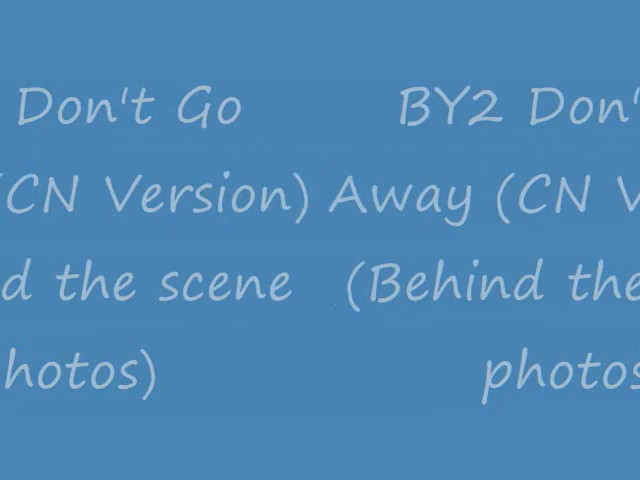 Don't Go BY2 Don'
(CN Version) Away (CN V
d the scene (Behind the
hotos) photos